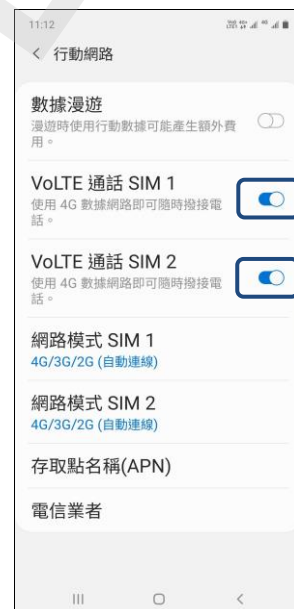 11:12
行動網路
數據漫遊
漫遊時使用行動數據可能產生額外費
用。
VoLTE 通話 SIM 1
使用 4G 數據網路即可隨時撥接電
話。
VoLTE 通話 SIM 2
使用 4G 數據網路即可隨時撥接電
話。
網路模式 SIM 1
4G/3G/2G (自動連線)
網路模式 SIM 2
4G/3G/2G (自動連線)
存取點名稱(APN)
電信業者